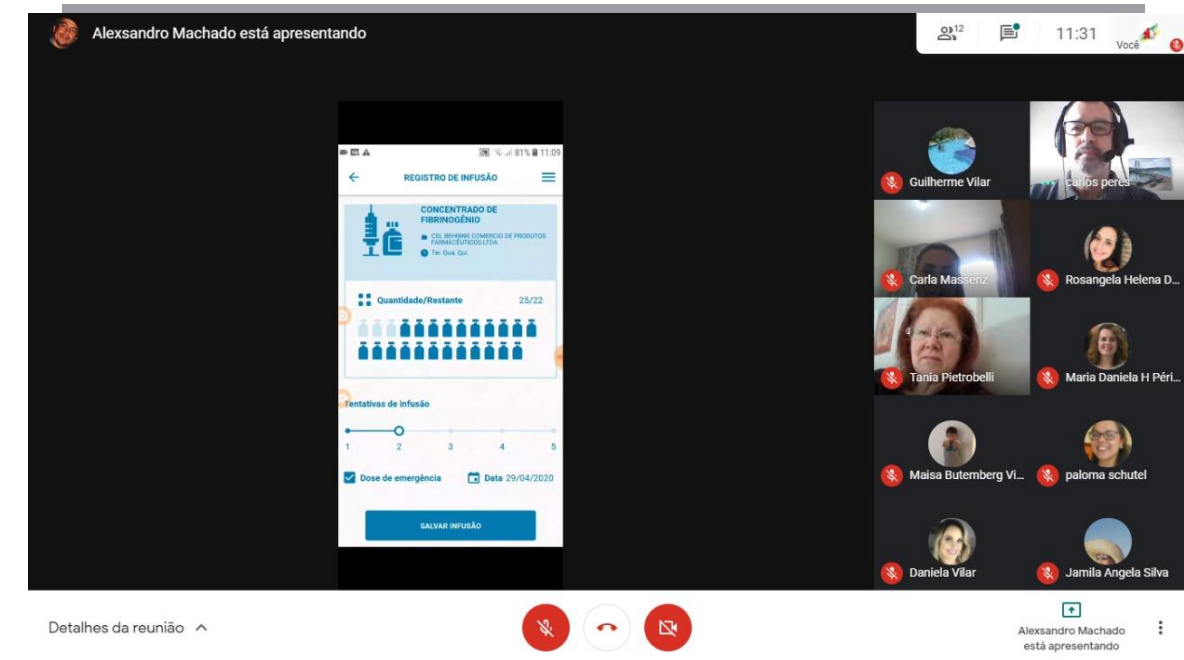 Alexsandro Machado está apresentando
12
11:31
Você
81% 11:09
REGISTRO DE INFUSÃO
CONCENTRADO DE
FIBRINOGÊNIO
CSL BEHRING COMERCIO DE PRODUTOS
FARMACÊUTICOS LTDA.
Ter. Qua. Qui.
Quantidade/Restante 25/22
Tentativas de infusão
1 2 3 4 5
Dose de emergência Data 29/04/2020
SALVAR INFUSÃO
Guilherme Vilar
carlos peres
Carla Massenz
Rosangela Helena D...
Tania Pietrobelli
Maria Daniela H Péri...
Maisa Butemberg Vi...
paloma schutel
Daniela Vilar
Jamila Angela Silva
Detalhes da reunião
Alexsandro Machado
está apresentando